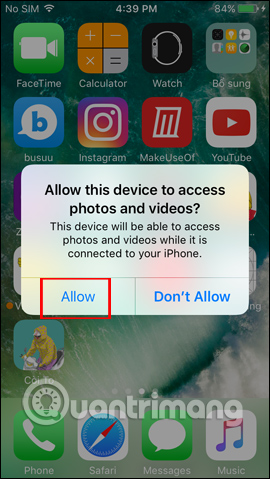 No SIM 4:39 PM 84%
FaceTime Calculator Watch Bổ sung
busuu Instagram MakeUseOf YouTube
Allow this device to access
photos and videos?
This device will be able to access
photos and videos while it is
connected to your iPhone.
Allow Don't Allow
Quantrimang
Phone Safari Messages Music